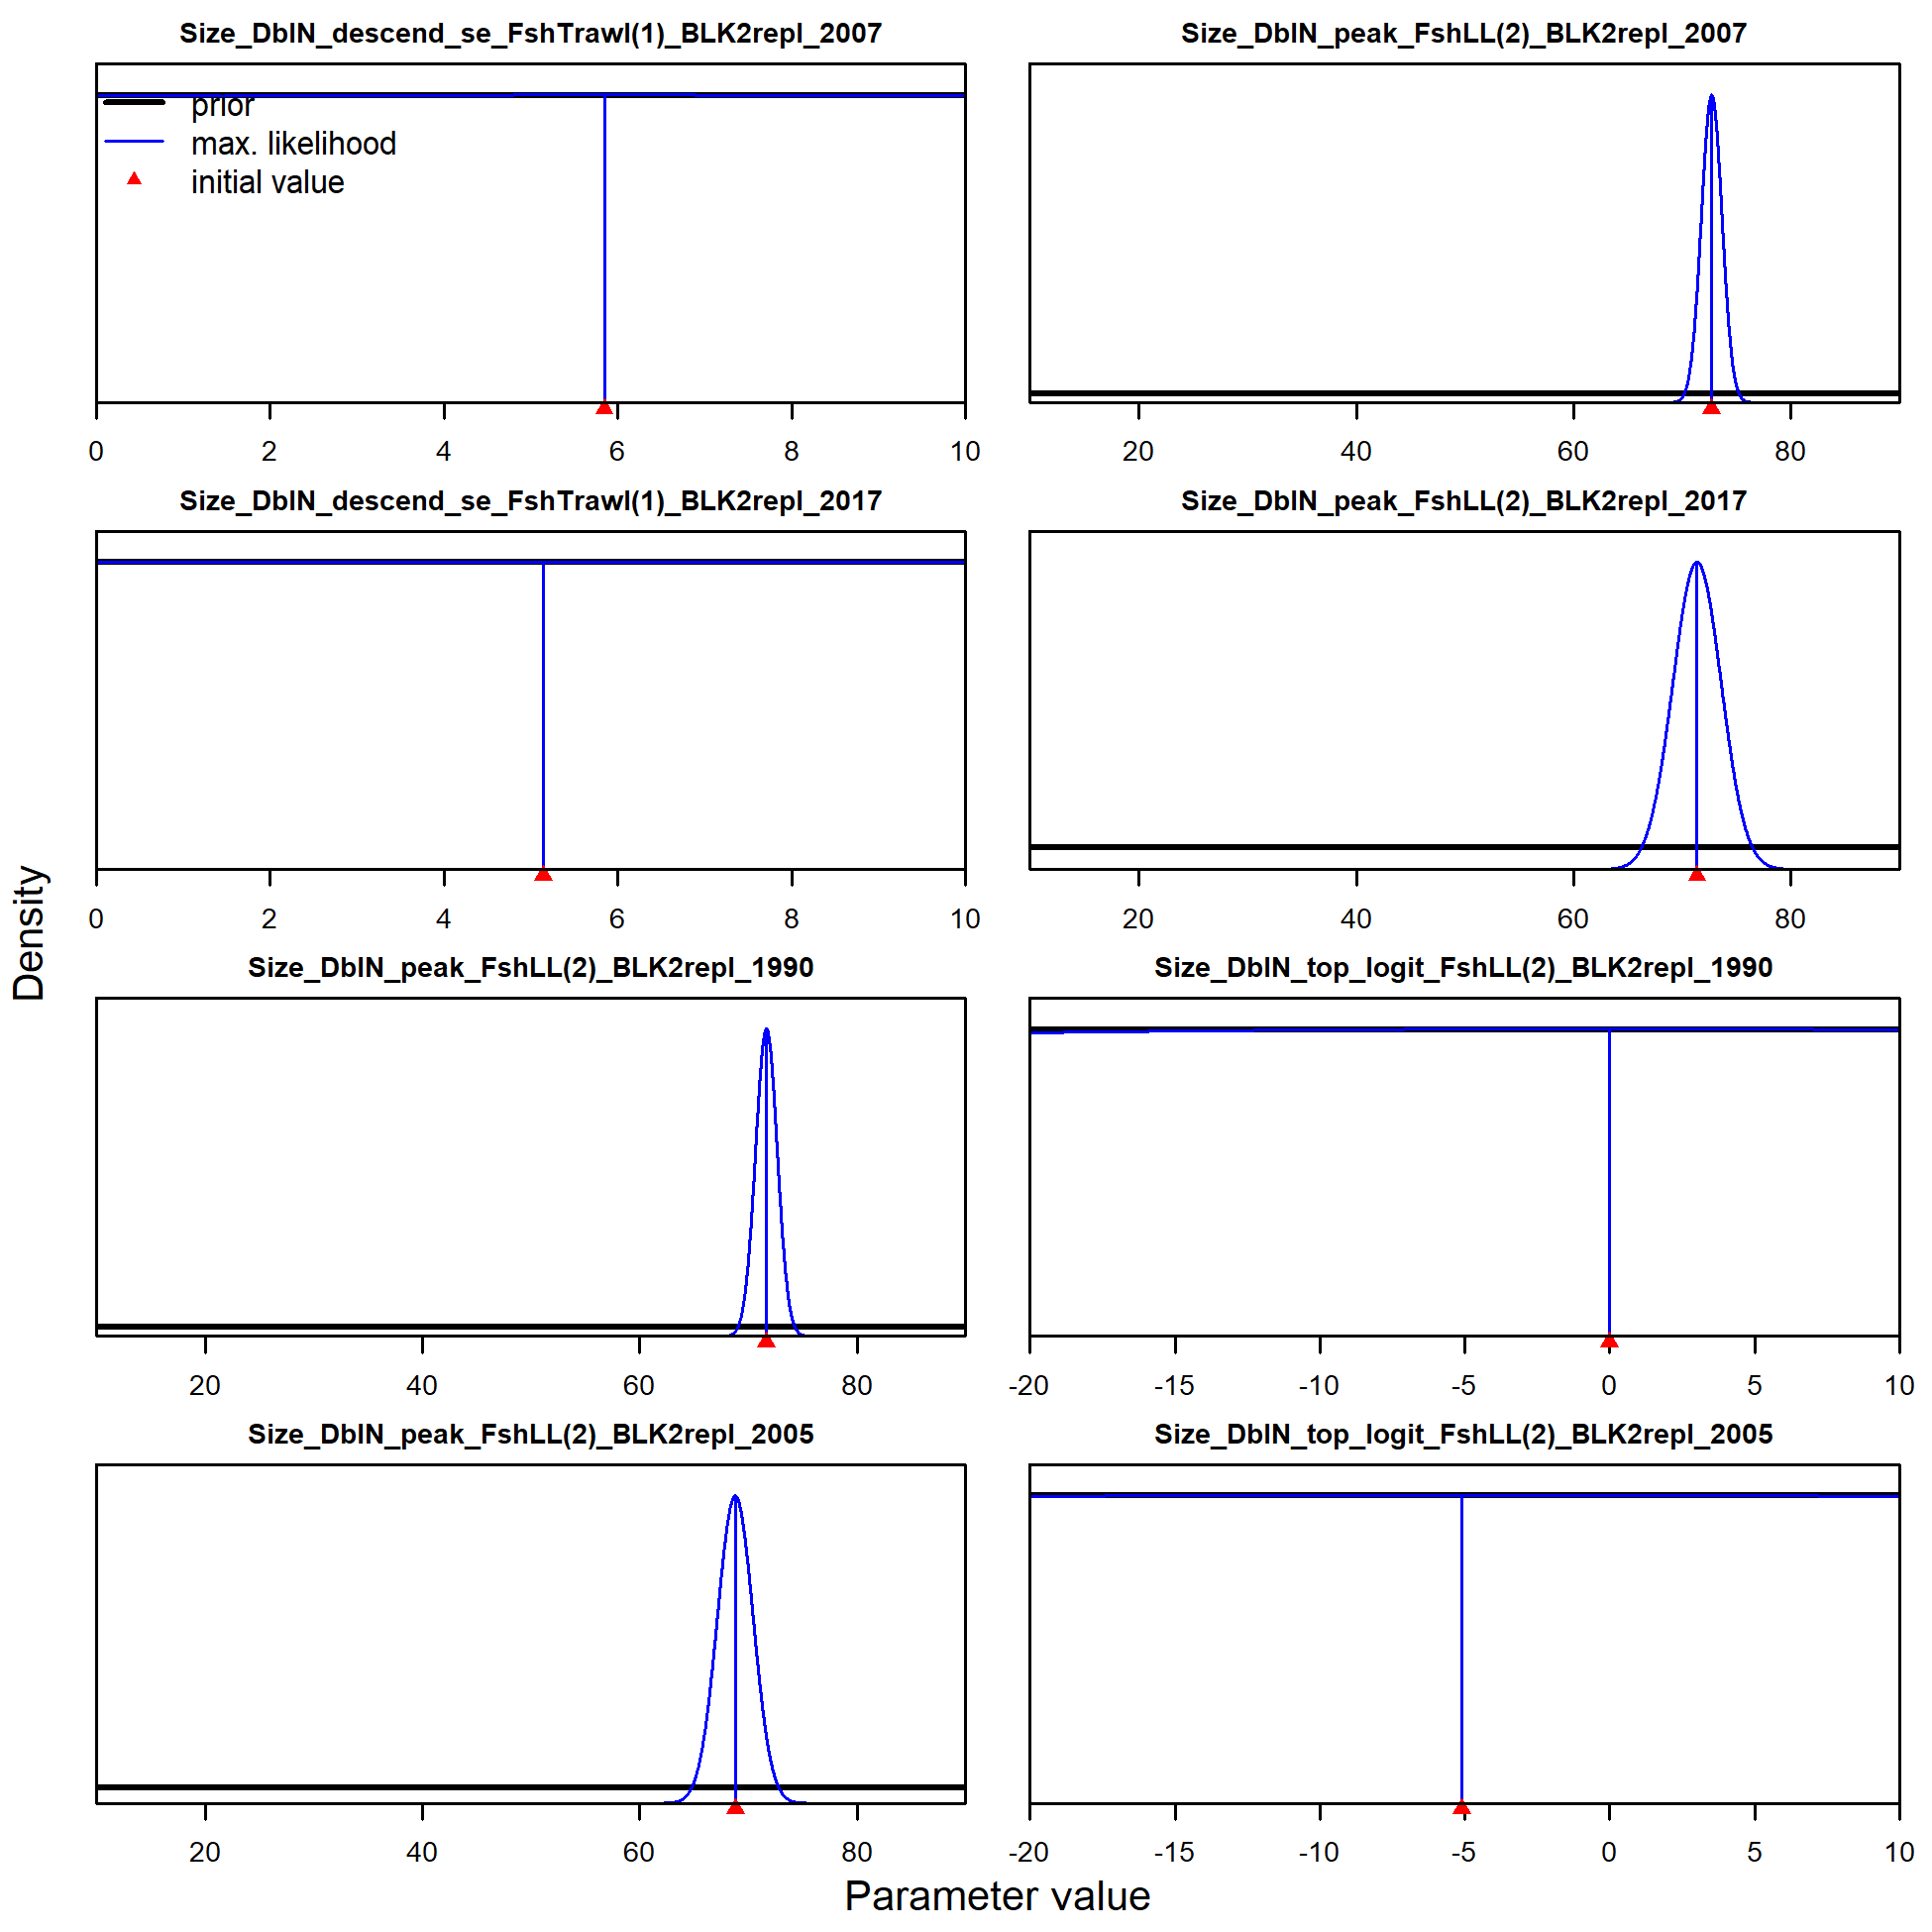 Size_DblN_descend_se_FshTrawl(1)_BLK2repl_2007
prior
max. likelihood
initial value
0 2 4 6 8 10
Size_DblN_peak_FshLL(2)_BLK2repl_2007
20 40 60 80
Size_DblN_descend_se_FshTrawl(1)_BLK2repl_2017
0 2 4 6 8 10
Size_DblN_peak_FshLL(2)_BLK2repl_2017
20 40 60 80
Size_DblN_peak_FshLL(2)_BLK2repl_1990
20 40 60 80
Size_DblN_top_logit_FshLL(2)_BLK2repl_1990
-20 -15 -10 -5 0 5 10
Size_DblN_peak_FshLL(2)_BLK2repl_2005
20 40 60 80
Size_DblN_top_logit_FshLL(2)_BLK2repl_2005
-20 -15 -10 -5 0 5 10
Density
Parameter value